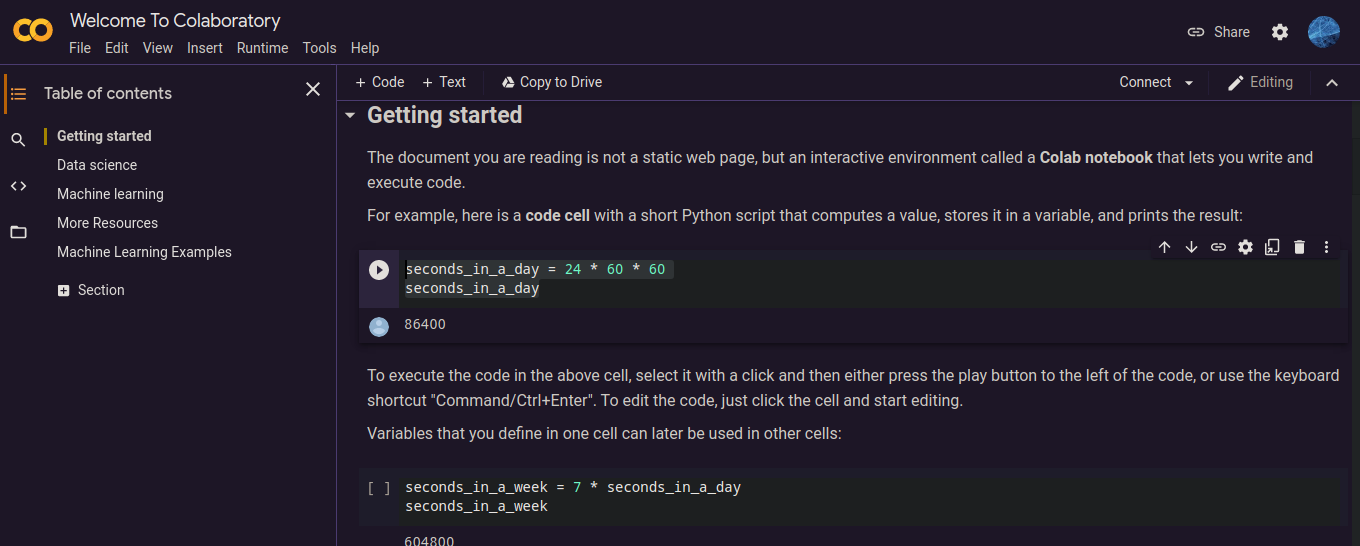 Welcome To Colaboratory
File Edit View Insert Runtime Tools Help
Share
Table of contents
Getting started
Data science
Machine learning
More Resources
Machine Learning Examples
Section
+ Code + Text Copy to Drive
Connect Editing
Getting started
The document you are reading is not a static web page, but an interactive environment called a Colab notebook that lets you write and
execute code.
For example, here is a code cell with a short Python script that computes a value, stores it in a variable, and prints the result:
seconds_in_a_day = 24 * 60 * 60
seconds_in_a_day
86400
To execute the code in the above cell, select it with a click and then either press the play button to the left of the code, or use the keyboard
shortcut "Command/Ctrl+Enter". To edit the code, just click the cell and start editing.
Variables that you define in one cell can later be used in other cells:
[ ] seconds_in_a_week = 7 * seconds_in_a_day
seconds_in_a_week
604800